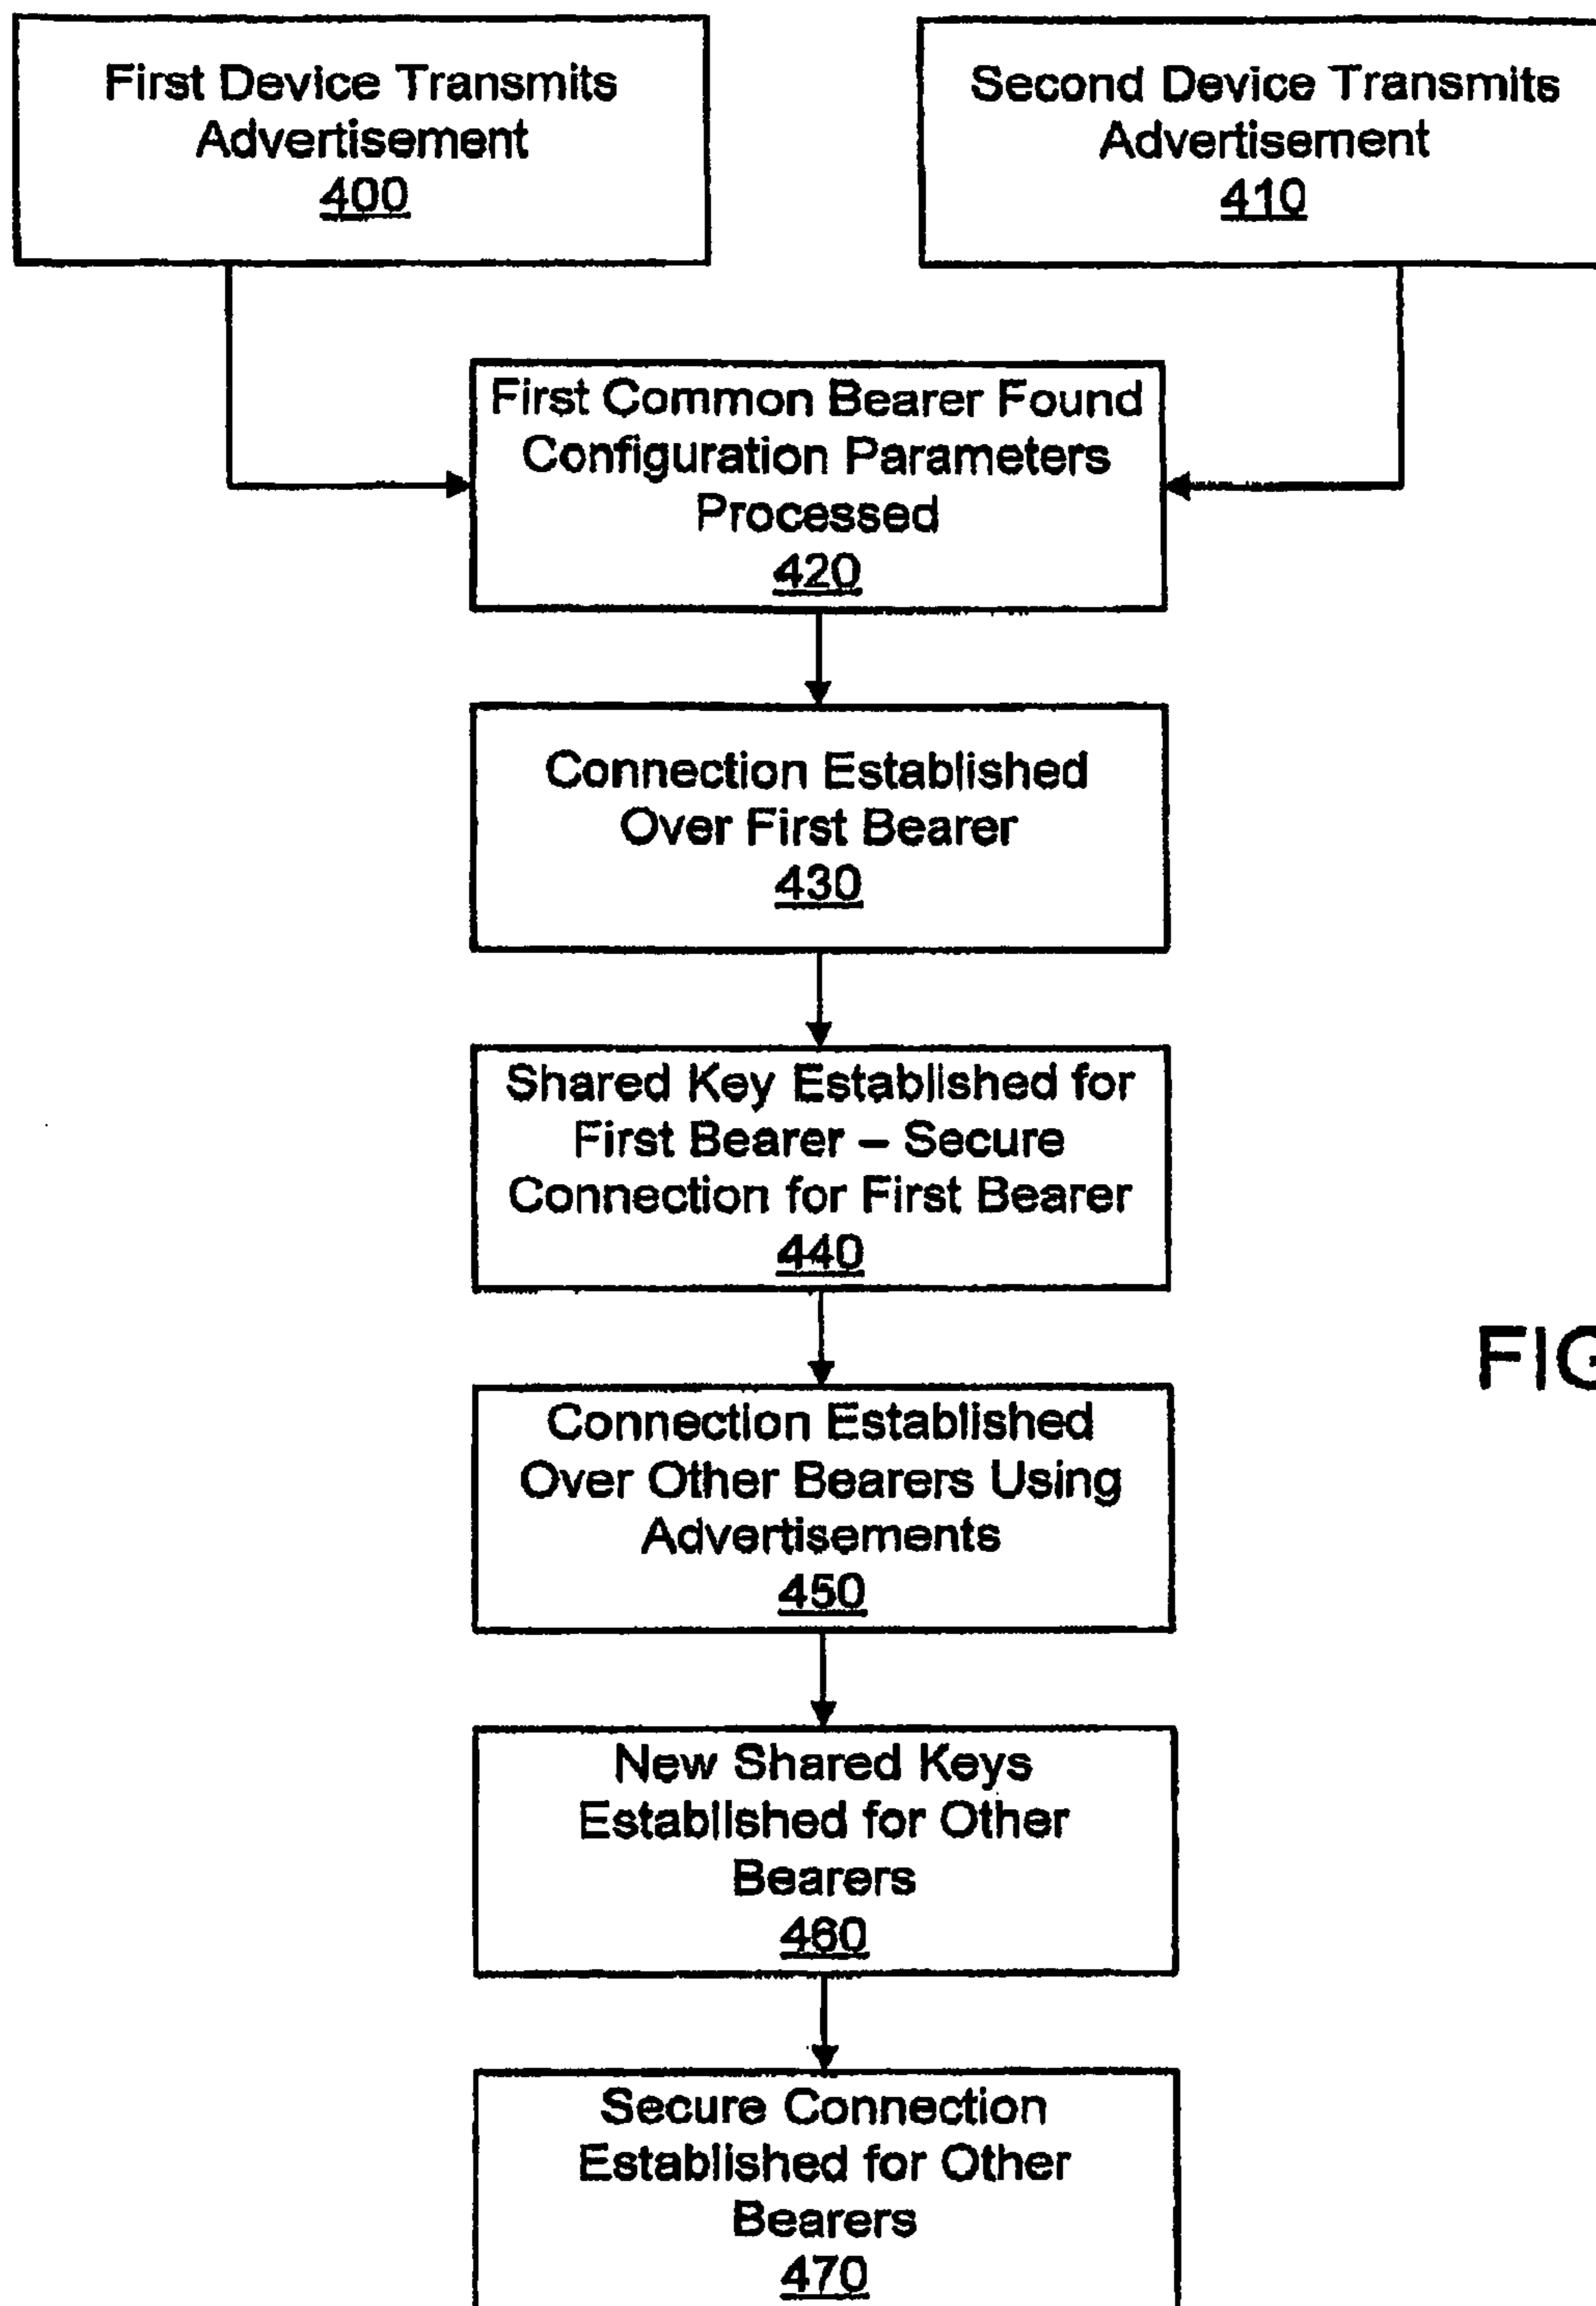 First Device Transmits
Advertisement
400
Second Device Transmits
Advertisement
410
First Common Bearer Found
Configuration Parameters
Processed
420
Connection Established
Over First Bearer
430
Shared Key Established for
First Bearer – Secure
Connection for First Bearer
440
FIG
Connection Established
Over Other Bearers Using
Advertisements
450
New Shared Keys
Established for Other
Bearers
460
Secure Connection
Established for Other
Bearers
470